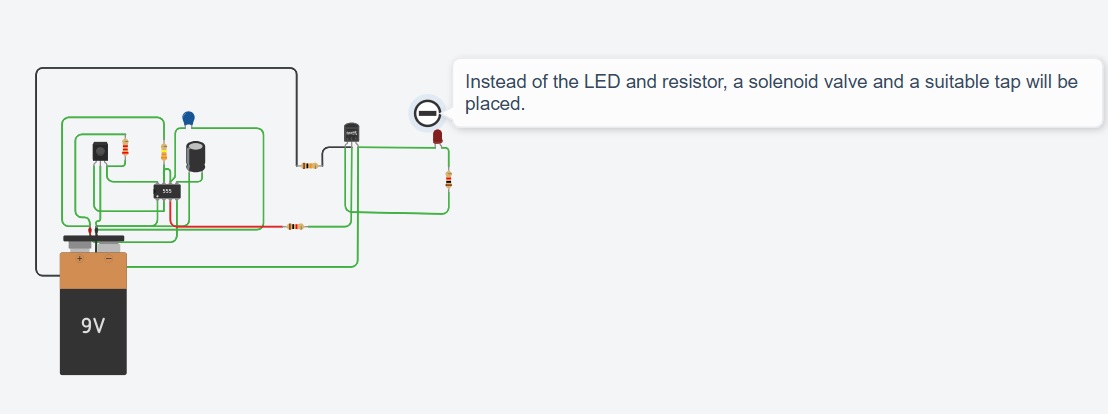 Instead of the LED and resistor, a solenoid valve and a suitable tap will be
placed.
555
+ −
9V